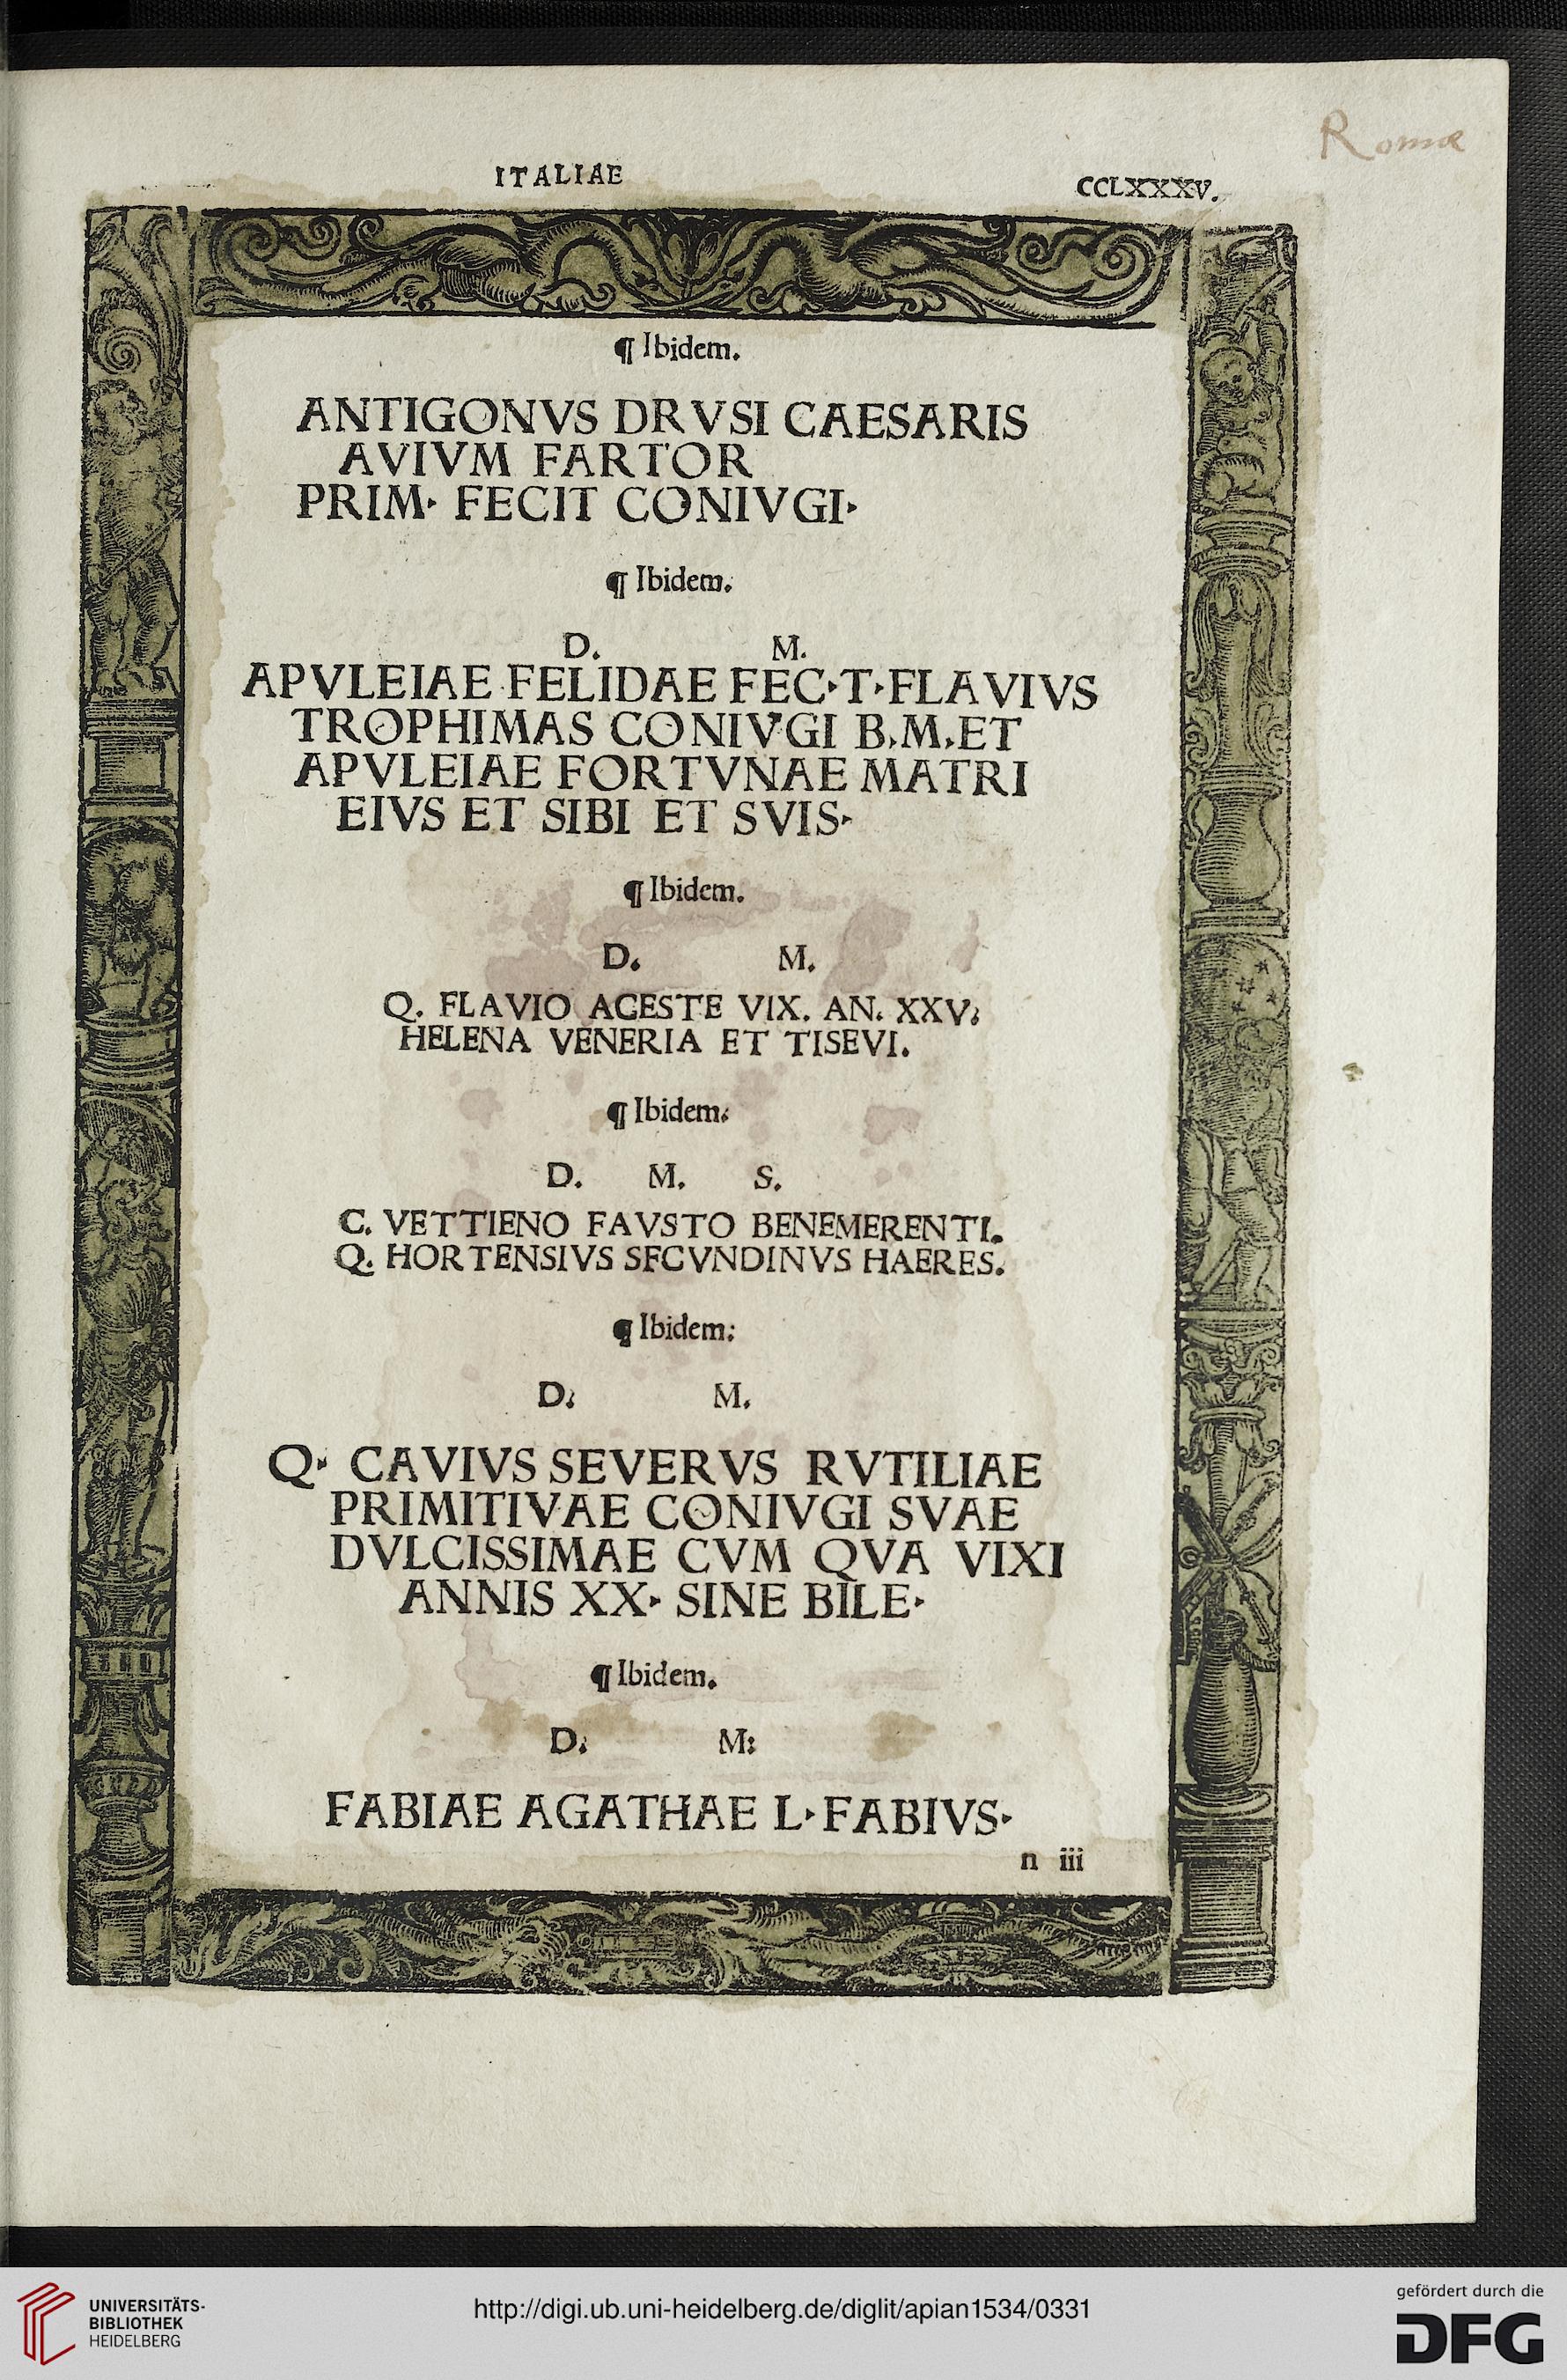 Romæ
ITALIAE
CCLXXXV.
¶ Ibidem.
ANTIGONVS DRVSI CAESARIS
AVIVM FARTOR
PRIM· FECIT CONIVGI·
¶ Ibidem.
D. M.
APVLEIAE FELIDAE FEC·T·FLAVIVS
TROPHIMAS CONIVGI B.M.ET
APVLEIAE FORTVNAE MATRI
EIVS ET SIBI ET SVIS·
¶ Ibidem.
D. M.
Q. FLAVIO ACESTE VIX. AN. XXV.
HELENA VENERIA ET TISEVI.
¶ Ibidem.
D. M. S.
C. VETTIENO FAVSTO BENEMERENTI.
Q. HORTENSIVS SFCVNDINVS HAERES.
¶ Ibidem:
D. M.
Q· CAVIVS SEVERVS RVTILIAE
PRIMITIVAE CONIVGI SVAE
DVLCISSIMAE CVM QVA VIXI
ANNIS XX· SINE BILE·
¶ Ibidem.
D. M:
FABIAE AGATHAE L·FABIVS·
n iii
UNIVERSITÄTS-
BIBLIOTHEK
HEIDELBERG
http://digi.ub.uni-heidelberg.de/diglit/apian1534/0331
gefördert durch die
DFG